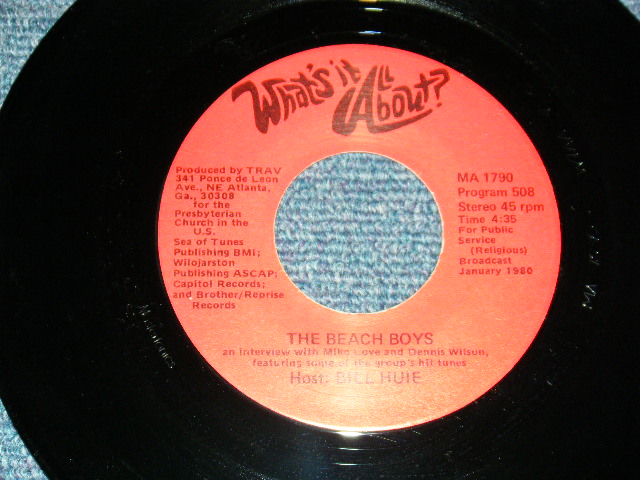 What's it All About?
Produced by TRAV
341 Ponce de Leon
Ave., NE Atlanta,
Ga., 30308
for the
Presbyterian
Church in the
U.S.
Sea of Tunes
Publishing BMI;
Wilojarston
Publishing ASCAP;
Capitol Records;
and Brother/Reprise
Records
MA 1790
Program 508
Stereo 45 rpm
Time 4:35
For Public
Service
(Religious)
Broadcast
January 1980
THE BEACH BOYS
an interview with Mike Love and Dennis Wilson,
featuring some of the group's hit tunes
Host: BILL HUIE